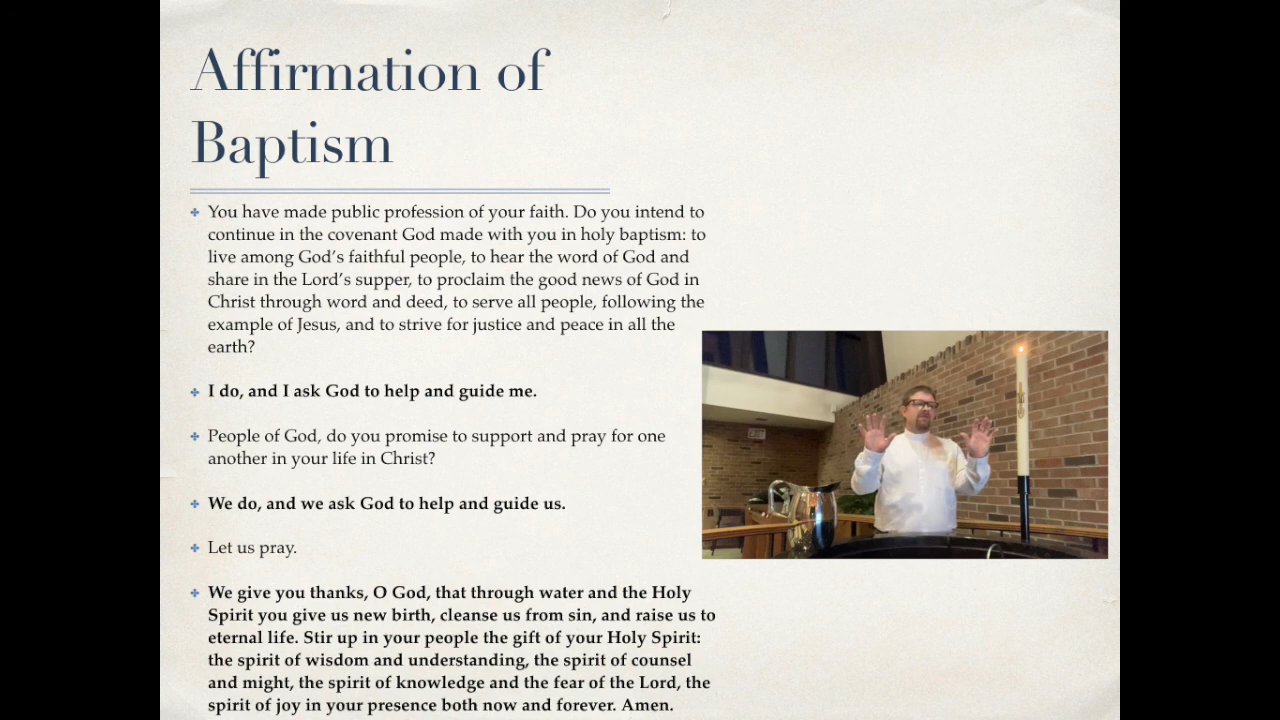 Affirmation of
Baptism
You have made public profession of your faith. Do you intend to
continue in the covenant God made with you in holy baptism: to
live among God's faithful people, to hear the word of God and
share in the Lord's supper, to proclaim the good news of God in
Christ through word and deed, to serve all people, following the
example of Jesus, and to strive for justice and peace in all the
earth?
I do, and I ask God to help and guide me.
People of God, do you promise to support and pray for one
another in your life in Christ?
We do, and we ask God to help and guide us.
Let us pray.
We give you thanks, O God, that through water and the Holy
Spirit you give us new birth, cleanse us from sin, and raise us to
eternal life. Stir up in your people the gift of your Holy Spirit:
the spirit of wisdom and understanding, the spirit of counsel
and might, the spirit of knowledge and the fear of the Lord, the
spirit of joy in your presence both now and forever. Amen.
EXIT